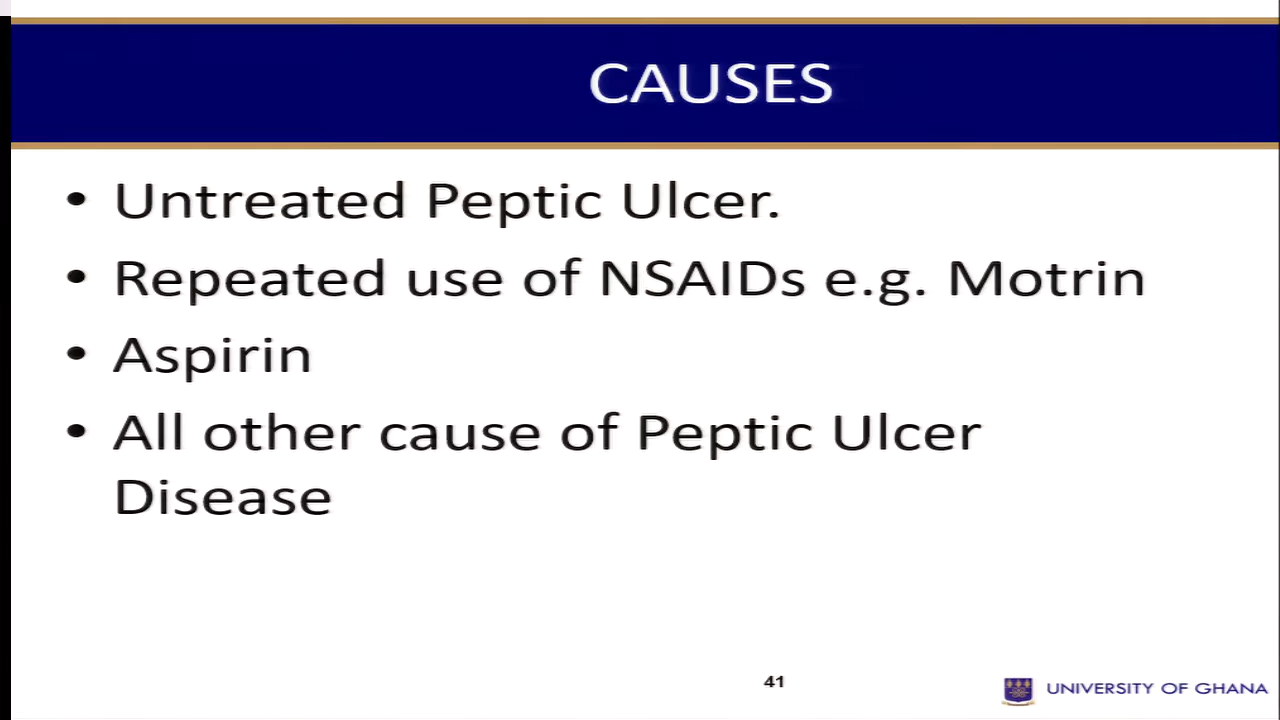 CAUSES
• Untreated Peptic Ulcer.
• Repeated use of NSAIDs e.g. Motrin
• Aspirin
• All other cause of Peptic Ulcer
Disease
41
UNIVERSITY OF GHANA